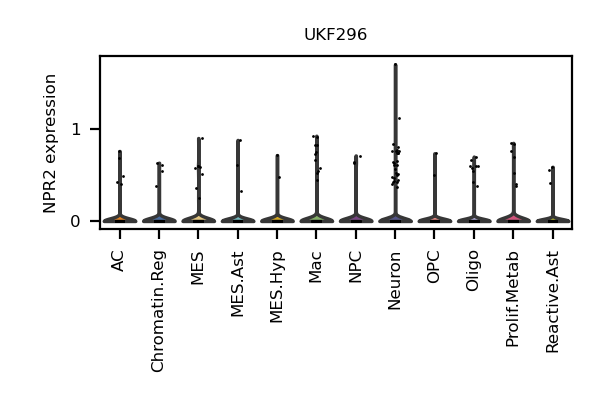 UKF296
NPR2 expression
1
0
AC
Chromatin.Reg
MES
MES.Ast
MES.Hyp
Mac
NPC
Neuron
OPC
Oligo
Prolif.Metab
Reactive.Ast